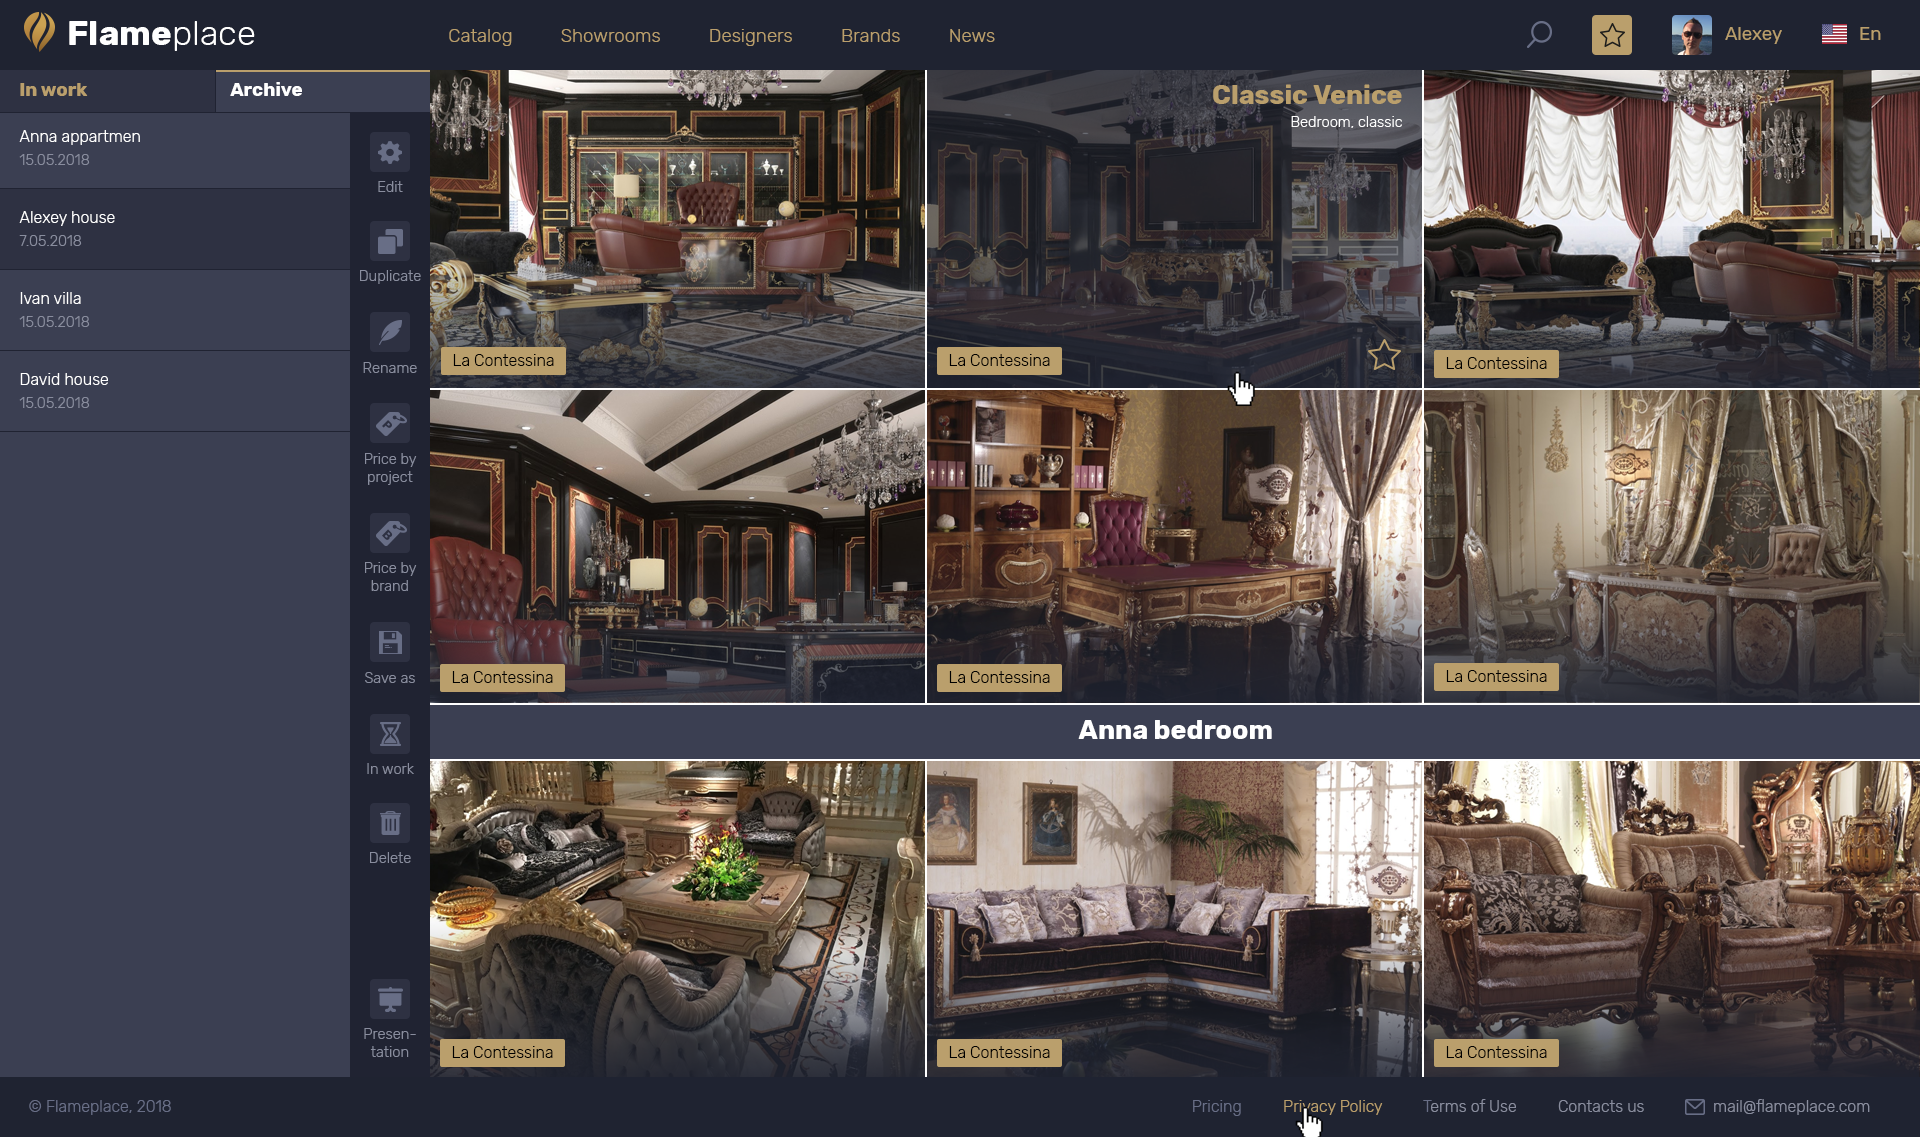 Flameplace
Catalog
Showrooms
Designers
Brands
News
Alexey
En
In work
Archive
Anna appartmen
15.05.2018
Alexey house
7.05.2018
Ivan villa
15.05.2018
David house
15.05.2018
Edit
Duplicate
Rename
Price by
project
Price by
brand
Save as
In work
Delete
Presen-
tation
La Contessina
Classic Venice
Bedroom, classic
La Contessina
La Contessina
La Contessina
La Contessina
La Contessina
Anna bedroom
La Contessina
La Contessina
La Contessina
© Flameplace, 2018
Pricing
Privacy Policy
Terms of Use
Contacts us
mail@flameplace.com